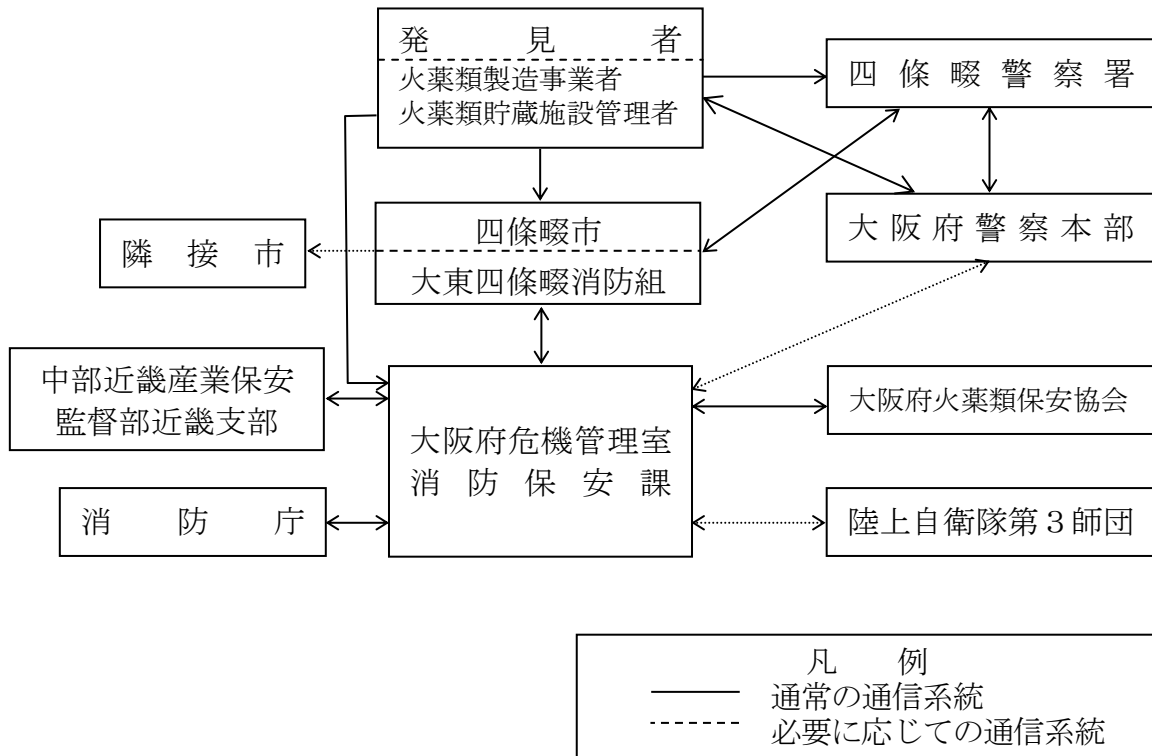 発見者
火薬類製造事業者
火薬類貯蔵施設管理者
四條畷警察署
四條畷市
大東四條畷消防組
隣接市
大阪府警察本部
中部近畿産業保安
監督部近畿支部
大阪府危機管理室
消防保安課
大阪府火薬類保安協会
消防庁
陸上自衛隊第3師団
凡例
通常の通信系統
必要に応じての通信系統